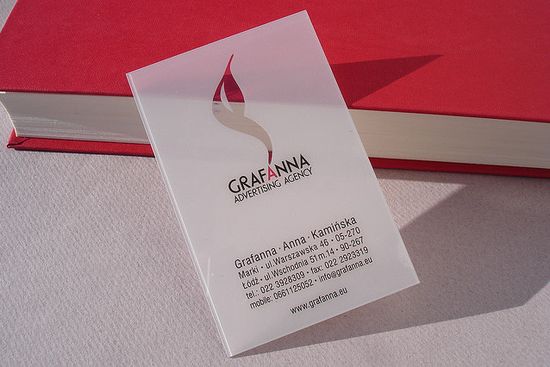 GRAFANNA
ADVERTISING AGENCY
Grafanna · Anna · Kamińska
Marki · ul.Warszawska 46 · 05-270
Łódź · ul.Wschodnia 51 m.14 · 90-267
tel.: 022 3928309 · fax: 022 2923319
mobile: 0661125052 · info@grafanna.eu
www.grafanna.eu